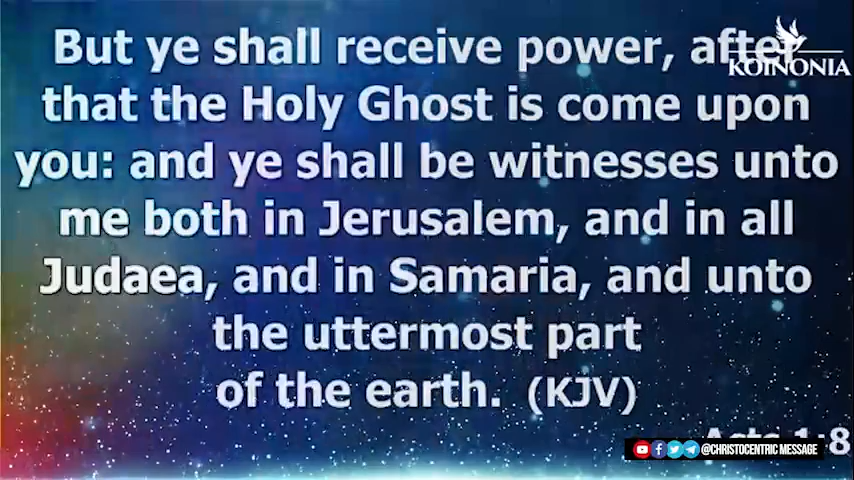 But ye shall receive power, after
KOINONIA
that the Holy Ghost is come upon
you: and ye shall be witnesses unto
me both in Jerusalem, and in all
Judaea, and in Samaria, and unto
the uttermost part
of the earth. (KJV)
Acts 1:8
@CHRISTOCENTRIC MESSAGE